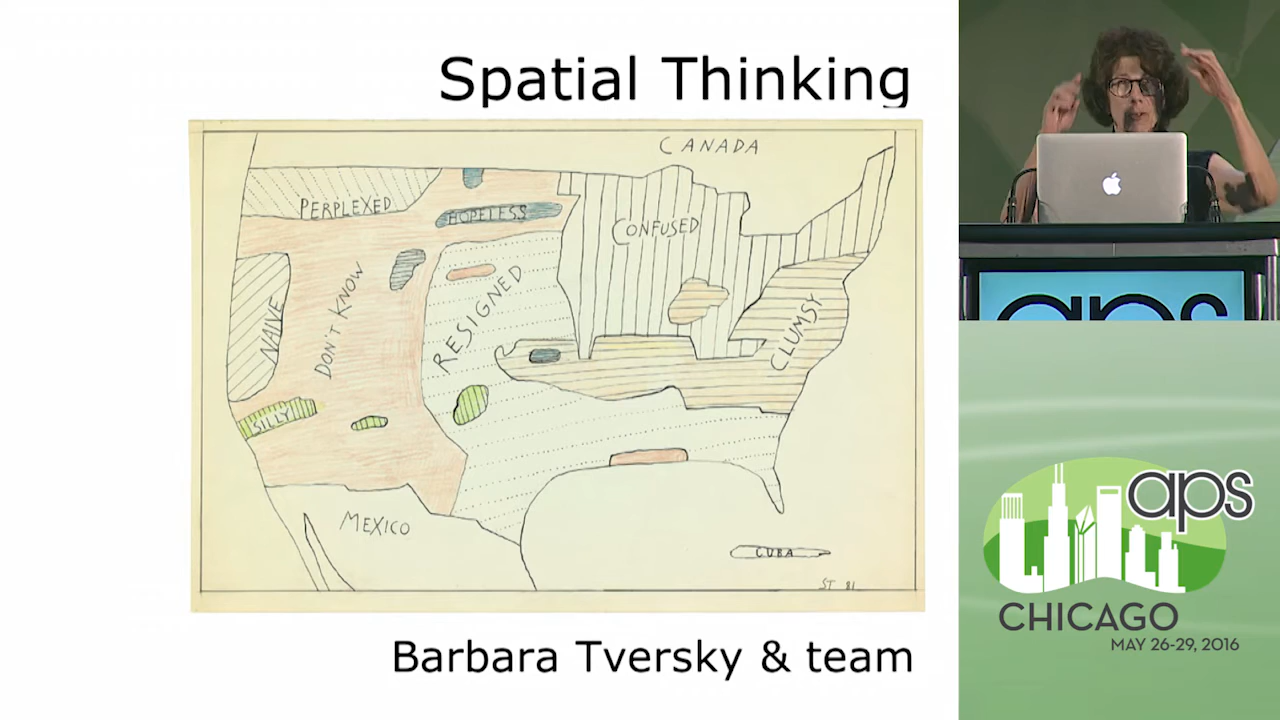 Spatial Thinking
CANADA
PERPLEXED
HOPELESS
CONFUSED
NAIVE
DON'T KNOW
RESIGNED
CLUMSY
SILLY
MEXICO
CUBA
ST 81
Barbara Tversky & team
aps
aps
CHICAGO
MAY 26-29, 2016